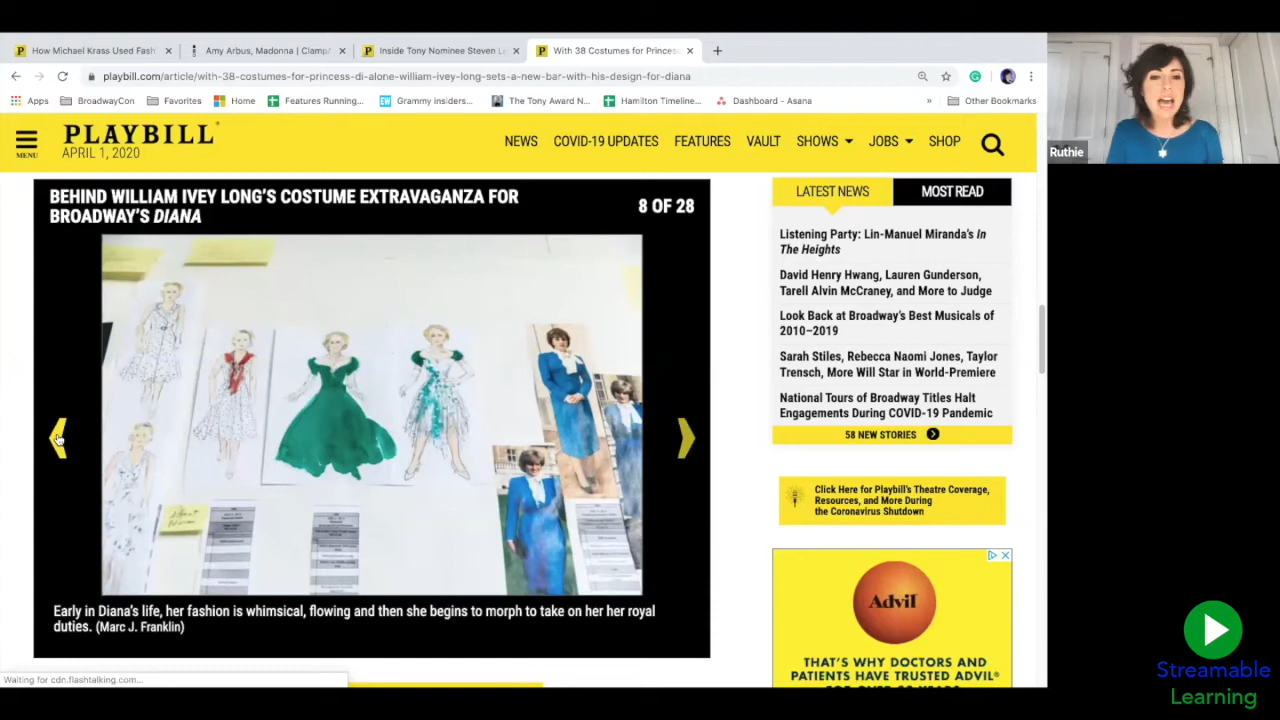 How Michael Krass Used Fash
Amy Arbus, Madonna | Clamp/
Inside Tony Nominee Steven Le
With 38 Costumes for Princess
playbill.com/article/with-38-costumes-for-princess-di-alone-william-ivey-long-sets-a-new-bar-with-his-design-for-diana
Apps
BroadwayCon
Favorites
Home
Features Running...
Grammy insiders...
The Tony Award N...
Hamilton Timeline...
Dashboard - Asana
»
Other Bookmarks
Ruthie
MENU
PLAYBILL
APRIL 1, 2020
NEWS
COVID-19 UPDATES
FEATURES
VAULT
SHOWS
JOBS
SHOP
BEHIND WILLIAM IVEY LONG'S COSTUME EXTRAVAGANZA FOR
BROADWAY'S DIANA
8 OF 28
Early in Diana's life, her fashion is whimsical, flowing and then she begins to morph to take on her her royal
duties. (Marc J. Franklin)
LATEST NEWS
MOST READ
Listening Party: Lin-Manuel Miranda's In
The Heights
David Henry Hwang, Lauren Gunderson,
Tarell Alvin McCraney, and More to Judge
Look Back at Broadway's Best Musicals of
2010–2019
Sarah Stiles, Rebecca Naomi Jones, Taylor
Trensch, More Will Star in World-Premiere
National Tours of Broadway Titles Halt
Engagements During COVID-19 Pandemic
58 NEW STORIES
Click Here for Playbill's Theatre Coverage,
Resources, and More During
the Coronavirus Shutdown
Advil
THAT'S WHY DOCTORS AND
PATIENTS HAVE TRUSTED ADVIL®
Waiting for cdn.flashtalking.com...
Streamable
Learning